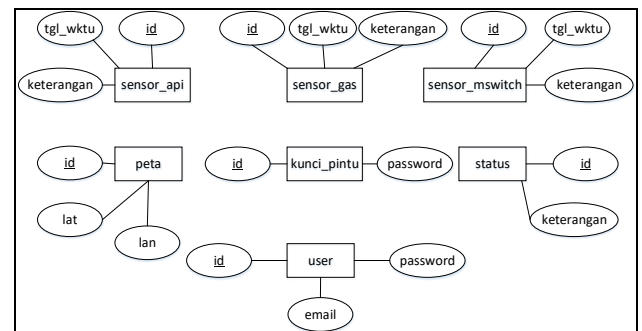 tgl_wktu
id
id
tgl_wktu
keterangan
id
tgl_wktu
keterangan
sensor_api
sensor_gas
sensor_mswitch
keterangan
id
peta
id
kunci_pintu
password
status
id
lat
lan
keterangan
id
user
password
email